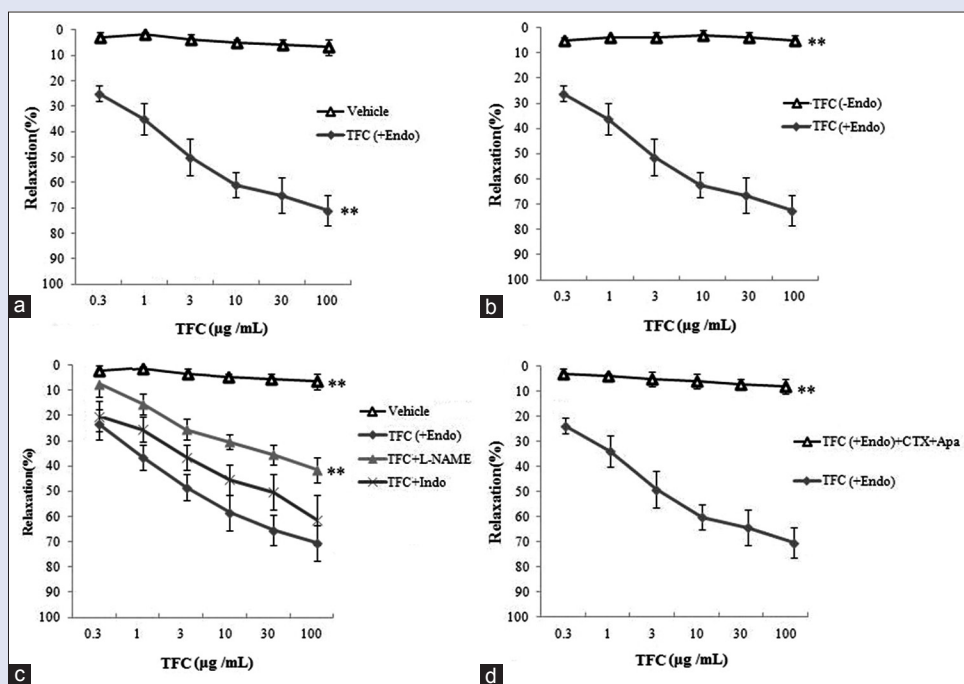 0
10
20
30
40
50
60
70
80
90
100
Relaxation(%)
Vehicle
TFC (+Endo)
**
0.3 1 3 10 30 100
TFC (µg /mL)
a
0
10
20
30
40
50
60
70
80
90
100
Relaxation(%)
**
TFC (-Endo)
TFC (+Endo)
0.3 1 3 10 30 100
TFC (µg /mL)
b
0
10
20
30
40
50
60
70
80
90
100
Relaxation(%)
**
Vehicle
TFC (+Endo)
TFC+L-NAME
TFC+Indo
**
0.3 1 3 10 30 100
TFC (µg /mL)
c
0
10
20
30
40
50
60
70
80
90
100
Relaxation(%)
**
TFC (+Endo)+CTX+Apa
TFC (+Endo)
0.3 1 3 10 30 100
TFC (µg /mL)
d